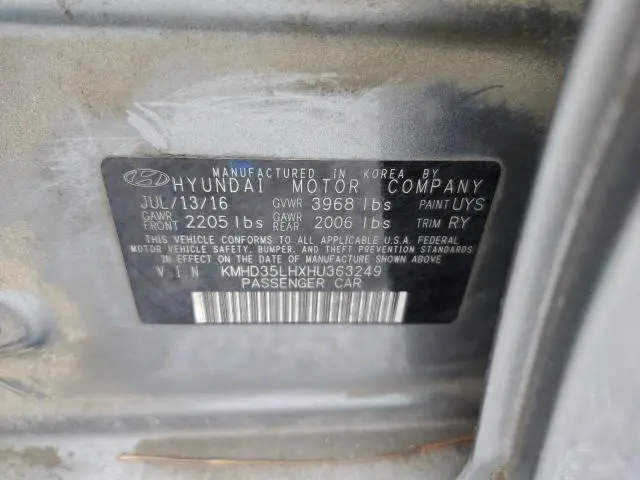 MANUFACTURED IN KOREA BY
HYUNDAI MOTOR COMPANY
JUL/13/16 GVWR 3968 lbs PAINT UYS
GAWR FRONT 2205 lbs GAWR REAR 2006 lbs TRIM RY
THIS VEHICLE CONFORMS TO ALL APPLICABLE U.S.A. FEDERAL
MOTOR VEHICLE SAFETY, BUMPER, AND THEFT PREVENTION STANDARDS
IN EFFECT ON THE DATE OF MANUFACTURE SHOWN ABOVE.
V.I.N KMHD35LHXHU363249
PASSENGER CAR